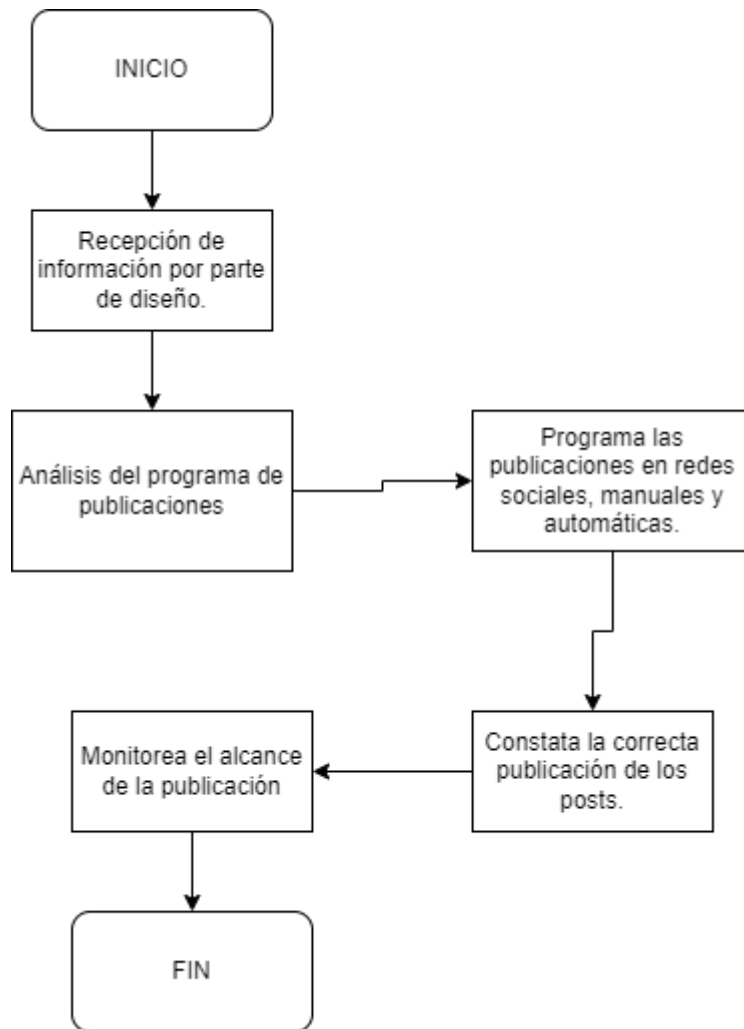 INICIO
Recepción de
información por parte
de diseño.
Análisis del programa de
publicaciones
Programa las
publicaciones en redes
sociales, manuales y
automáticas.
Constata la correcta
publicación de los
posts.
Monitorea el alcance
de la publicación
FIN